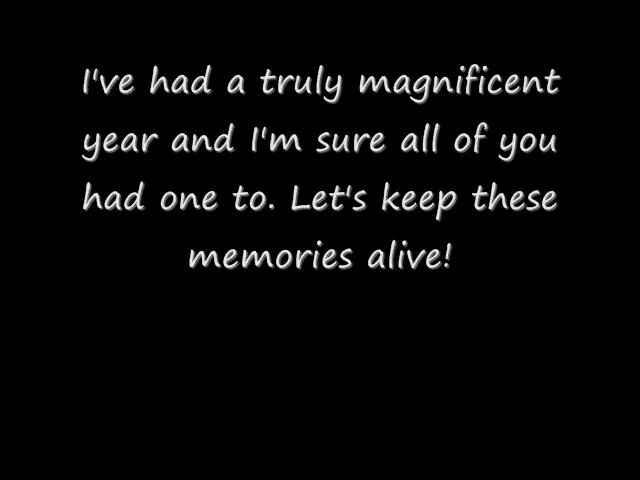 I've had a truly magnificent
year and I'm sure all of you
had one to. Let's keep these
memories alive!